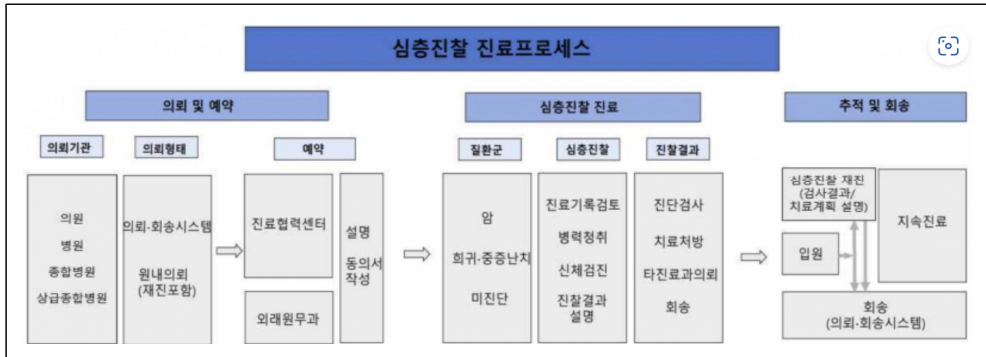 심층진찰 진료프로세스
의뢰 및 예약
의뢰기관
의뢰형태
예약
의원
병원
종합병원
상급종합병원
의뢰·회송시스템
원내의뢰
(재진포함)
진료협력센터
외래원무과
설명
동의서
작성
심층진찰 진료
질환군
심층진찰
진찰결과
암
희귀·중증난치
미진단
진료기록검토
병력청취
신체검진
진찰결과
설명
진단검사
치료처방
타진료과의뢰
회송
추적 및 회송
심층진찰 재진
(검사결과/
치료계획 설명)
입원
지속진료
회송
(의뢰·회송시스템)